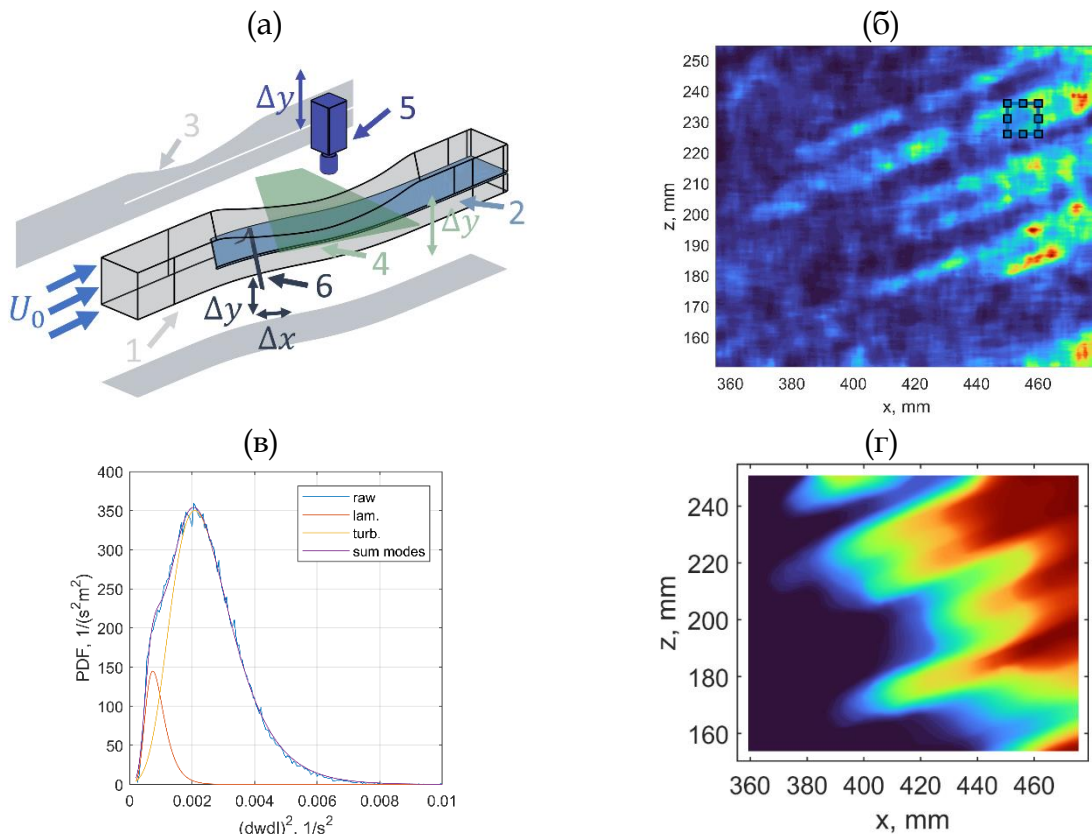 (а)
Δy
5
3
2
Δy
4
6
U₀
Δy
Δx
1
(б)
250
240
230
220
210
200
190
180
170
160
z, mm
360
380
400
420
440
460
x, mm
(в)
400
350
300
250
200
150
100
50
0
PDF, 1/(s²m²)
raw
lam.
turb.
sum modes
0
0.002
0.004
0.006
0.008
0.01
(dwdl)², 1/s²
(г)
240
220
200
180
160
z, mm
360
380
400
420
440
460
x, mm